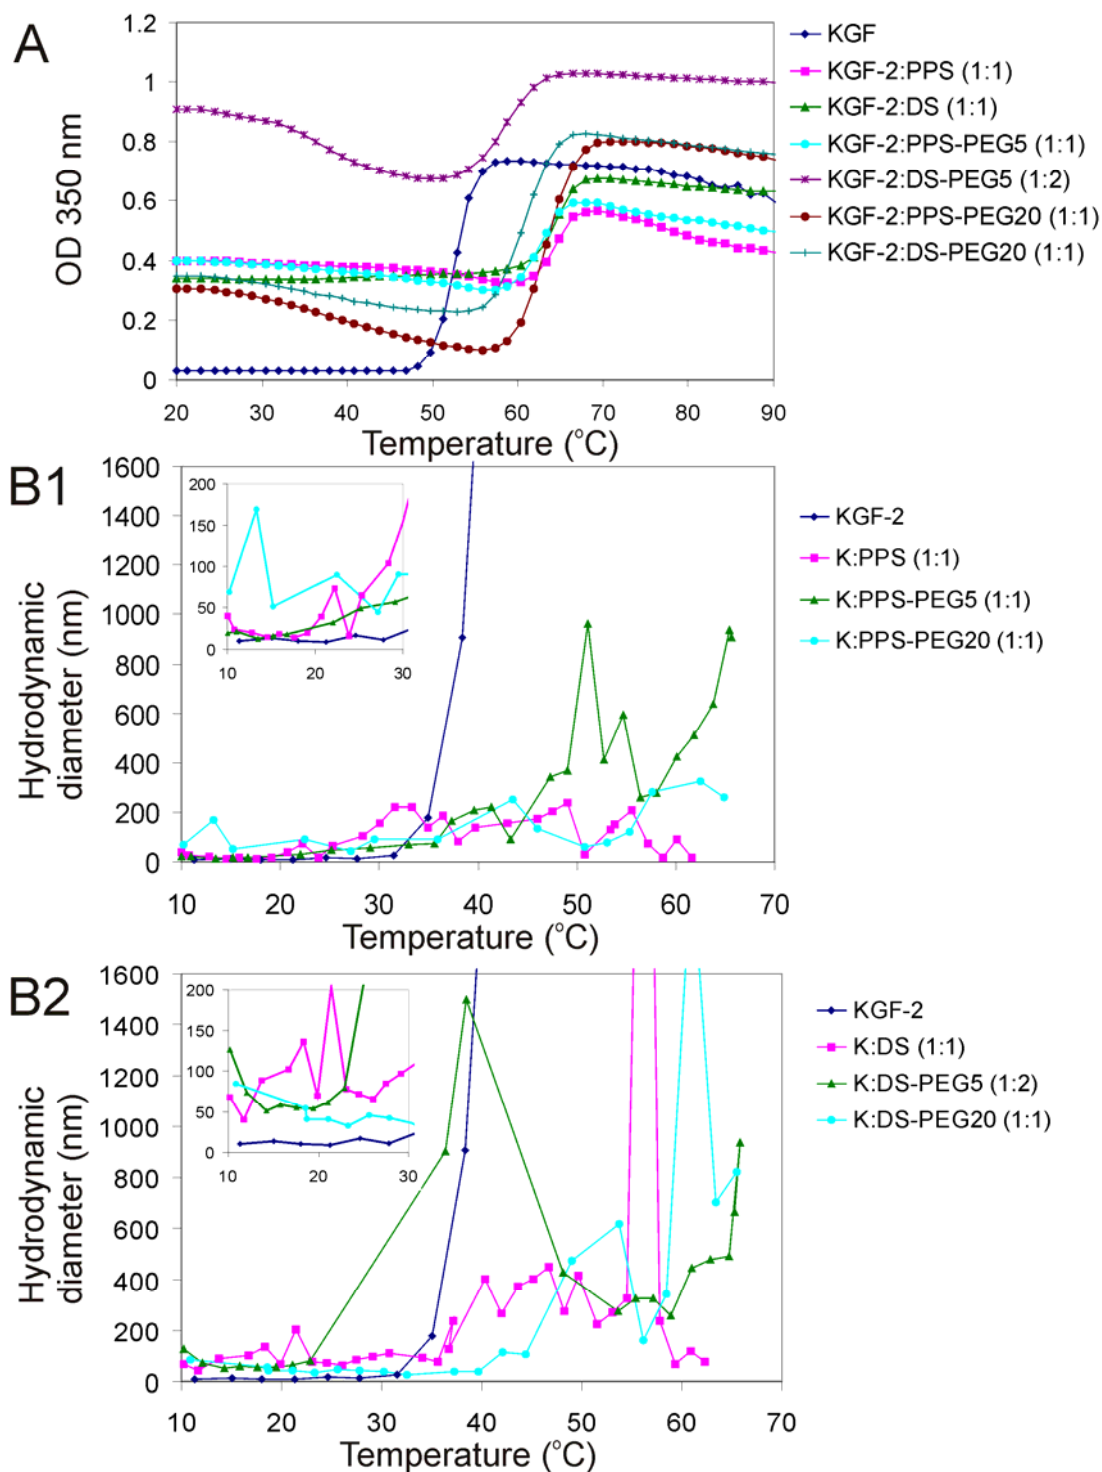 A
OD 350 nm
1.2
1
0.8
0.6
0.4
0.2
0
20 30 40 50 60 70 80 90
Temperature (°C)
KGF
KGF-2:PPS (1:1)
KGF-2:DS (1:1)
KGF-2:PPS-PEG5 (1:1)
KGF-2:DS-PEG5 (1:2)
KGF-2:PPS-PEG20 (1:1)
KGF-2:DS-PEG20 (1:1)
B1
Hydrodynamic
diameter (nm)
1600
1400
1200
1000
800
600
400
200
0
10 20 30 40 50 60 70
Temperature (°C)
200
150
100
50
0
10 20 30
KGF-2
K:PPS (1:1)
K:PPS-PEG5 (1:1)
K:PPS-PEG20 (1:1)
B2
Hydrodynamic
diameter (nm)
1600
1400
1200
1000
800
600
400
200
0
10 20 30 40 50 60 70
Temperature (°C)
200
150
100
50
0
10 20 30
KGF-2
K:DS (1:1)
K:DS-PEG5 (1:2)
K:DS-PEG20 (1:1)